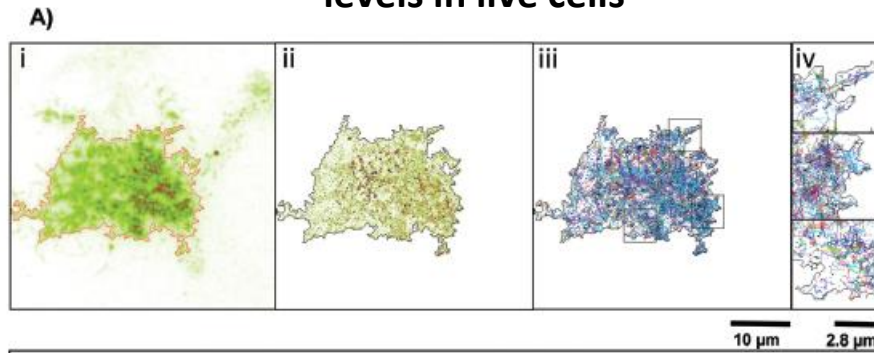 levels in live cells
A)
i ii iii iv
10 µm 2.8 µm